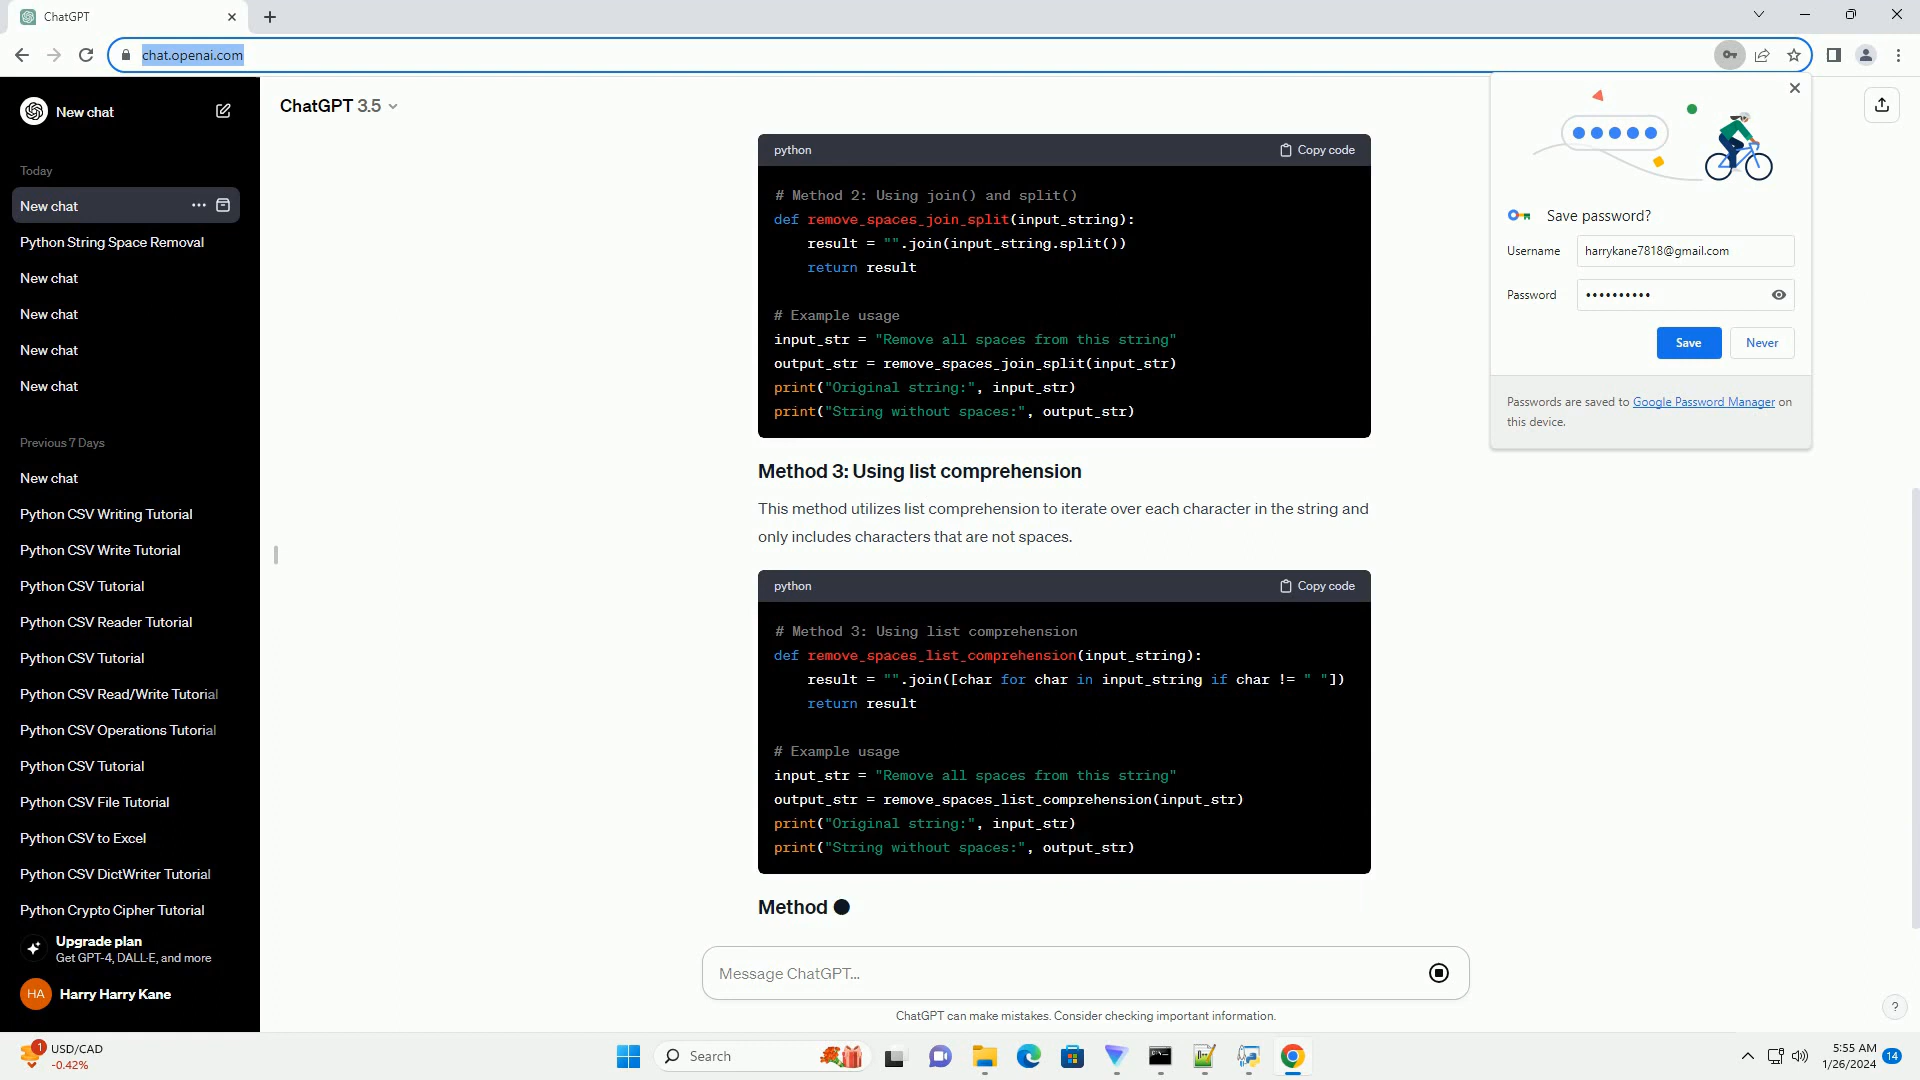 ChatGPT
chat.openai.com
New chat
Today
New chat
Python String Space Removal
New chat
New chat
New chat
New chat
Previous 7 Days
New chat
Python CSV Writing Tutorial
Python CSV Write Tutorial
Python CSV Tutorial
Python CSV Reader Tutorial
Python CSV Tutorial
Python CSV Read/Write Tutorial
Python CSV Operations Tutorial
Python CSV Tutorial
Python CSV File Tutorial
Python CSV to Excel
Python CSV DictWriter Tutorial
Python Crypto Cipher Tutorial
Upgrade plan
Get GPT-4, DALL·E, and more
HA Harry Harry Kane
ChatGPT 3.5
python Copy code
# Method 2: Using join() and split()
def remove_spaces_join_split(input_string):
    result = "".join(input_string.split())
    return result
# Example usage
input_str = "Remove all spaces from this string"
output_str = remove_spaces_join_split(input_str)
print("Original string:", input_str)
print("String without spaces:", output_str)
Method 3: Using list comprehension
This method utilizes list comprehension to iterate over each character in the string and
only includes characters that are not spaces.
python Copy code
# Method 3: Using list comprehension
def remove_spaces_list_comprehension(input_string):
    result = "".join([char for char in input_string if char != " "])
    return result
# Example usage
input_str = "Remove all spaces from this string"
output_str = remove_spaces_list_comprehension(input_str)
print("Original string:", input_str)
print("String without spaces:", output_str)
Method
Message ChatGPT...
ChatGPT can make mistakes. Consider checking important information.
?
Save password?
Username harrykane7818@gmail.com
Password ••••••••••
Save Never
Passwords are saved to Google Password Manager on
this device.
1
USD/CAD
-0.42%
Search
5:55 AM
1/26/2024
14